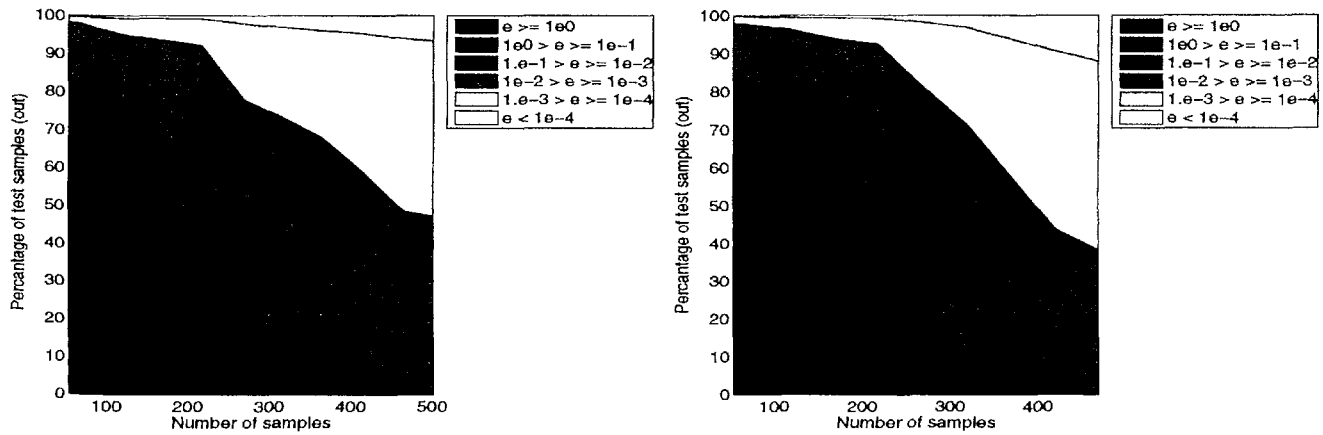 Percantage of test samples (out)
100
90
80
70
60
50
40
30
20
10
0
100
200
300
400
500
Number of samples
e >= 1e0
1e0 > e >= 1e-1
1.e-1 > e >= 1e-2
1e-2 > e >= 1e-3
1.e-3 > e >= 1e-4
e < 1e-4
Percantage of test samples (out)
100
90
80
70
60
50
40
30
20
10
0
100
200
300
400
Number of samples
e >= 1e0
1e0 > e >= 1e-1
1.e-1 > e >= 1e-2
1e-2 > e >= 1e-3
1.e-3 > e >= 1e-4
e < 1e-4